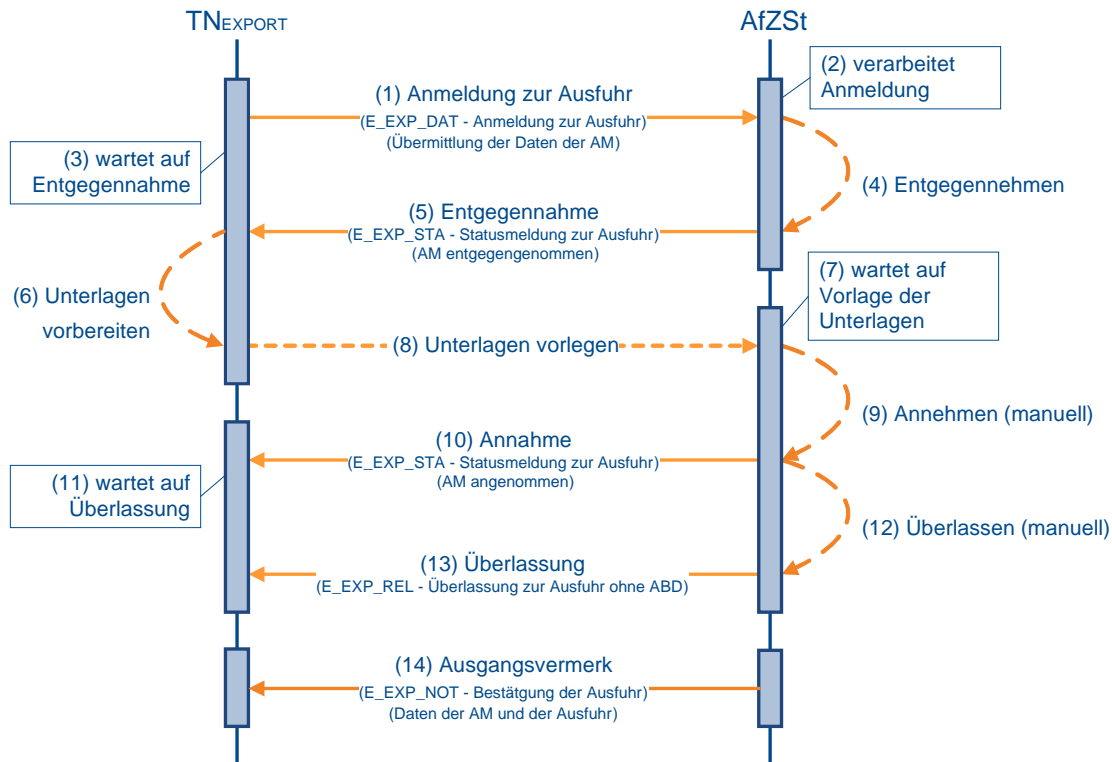 TNEXPORT
AfZSt
(1) Anmeldung zur Ausfuhr
(E_EXP_DAT - Anmeldung zur Ausfuhr)
(Übermittlung der Daten der AM)
(2) verarbeitet
Anmeldung
(3) wartet auf
Entgegennahme
(4) Entgegennehmen
(5) Entgegennahme
(E_EXP_STA - Statusmeldung zur Ausfuhr)
(AM entgegengenommen)
(6) Unterlagen
vorbereiten
(7) wartet auf
Vorlage der
Unterlagen
(8) Unterlagen vorlegen
(9) Annehmen (manuell)
(10) Annahme
(E_EXP_STA - Statusmeldung zur Ausfuhr)
(AM angenommen)
(11) wartet auf
Überlassung
(12) Überlassen (manuell)
(13) Überlassung
(E_EXP_REL - Überlassung zur Ausfuhr ohne ABD)
(14) Ausgangsvermerk
(E_EXP_NOT - Bestätgung der Ausfuhr)
(Daten der AM und der Ausfuhr)